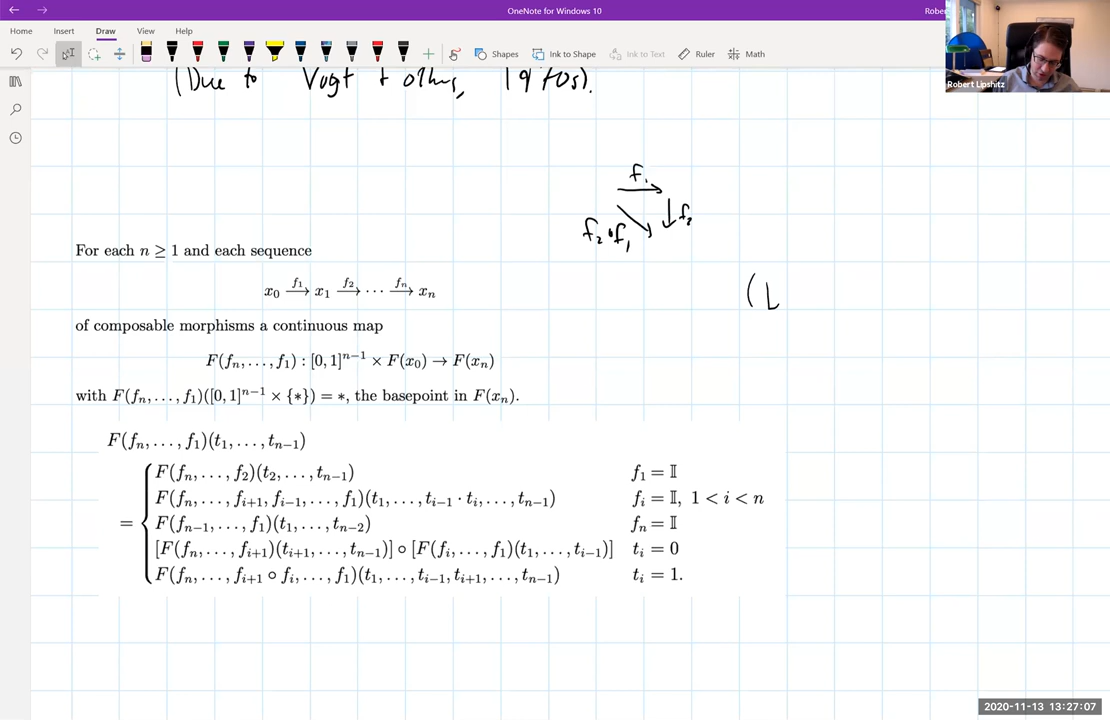 OneNote for Windows 10
Rober
Home Insert Draw View Help
Shapes Ink to Shape Ink to Text Ruler Math
Robert Lipshitz
(Due to Vogt + others, 1970s).
f₁
f₂
f₂∘f₁
(L
For each n ≥ 1 and each sequence
x₀ —f₁→ x₁ —f₂→ ··· —fₙ→ xₙ
of composable morphisms a continuous map
F(fₙ, . . . , f₁) : [0, 1]ⁿ⁻¹ × F(x₀) → F(xₙ)
with F(fₙ, . . . , f₁)([0, 1]ⁿ⁻¹ × {∗}) = ∗, the basepoint in F(xₙ).
F(fₙ, . . . , f₁)(t₁, . . . , tₙ₋₁)
= { F(fₙ, . . . , f₂)(t₂, . . . , tₙ₋₁) f₁ = 𝕀
F(fₙ, . . . , fᵢ₊₁, fᵢ₋₁, . . . , f₁)(t₁, . . . , tᵢ₋₁ · tᵢ, . . . , tₙ₋₁) fᵢ = 𝕀, 1 < i < n
F(fₙ₋₁, . . . , f₁)(t₁, . . . , tₙ₋₂) fₙ = 𝕀
[F(fₙ, . . . , fᵢ₊₁)(tᵢ₊₁, . . . , tₙ₋₁)] ∘ [F(fᵢ, . . . , f₁)(t₁, . . . , tᵢ₋₁)] tᵢ = 0
F(fₙ, . . . , fᵢ₊₁ ∘ fᵢ, . . . , f₁)(t₁, . . . , tᵢ₋₁, tᵢ₊₁, . . . , tₙ₋₁) tᵢ = 1.
2020-11-13 13:27:07